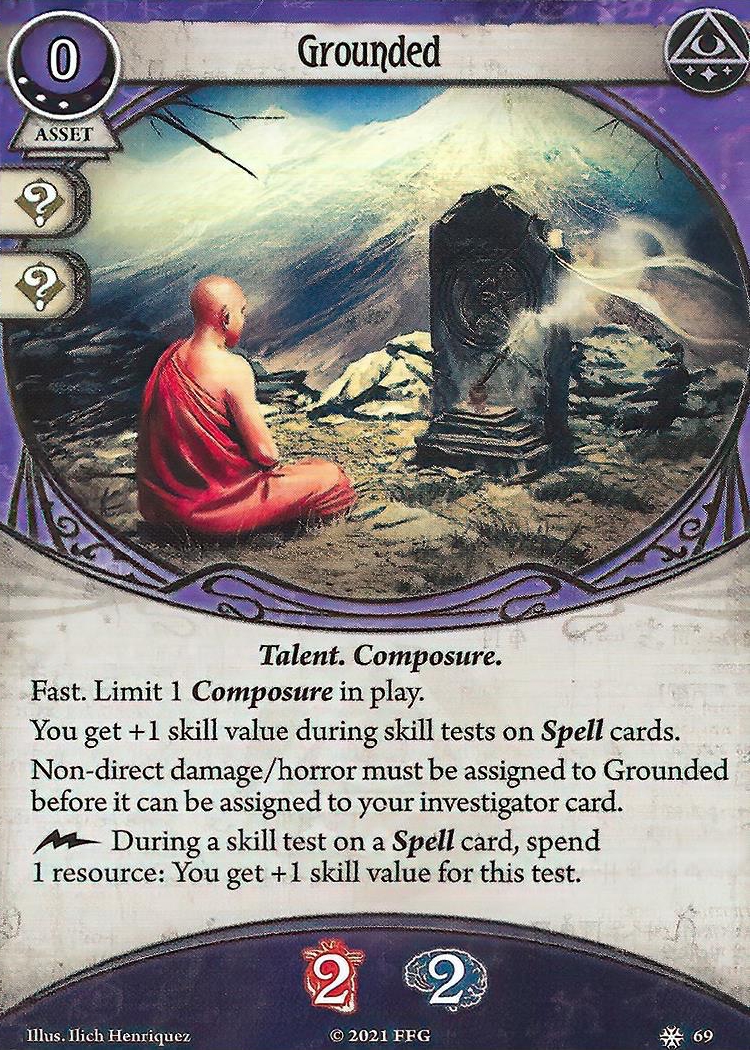 0
Grounded
ASSET
?
?
Talent. Composure.
Fast. Limit 1 Composure in play.
You get +1 skill value during skill tests on Spell cards.
Non-direct damage/horror must be assigned to Grounded
before it can be assigned to your investigator card.
During a skill test on a Spell card, spend
1 resource: You get +1 skill value for this test.
2 2
Illus. Ilich Henriquez © 2021 FFG 69